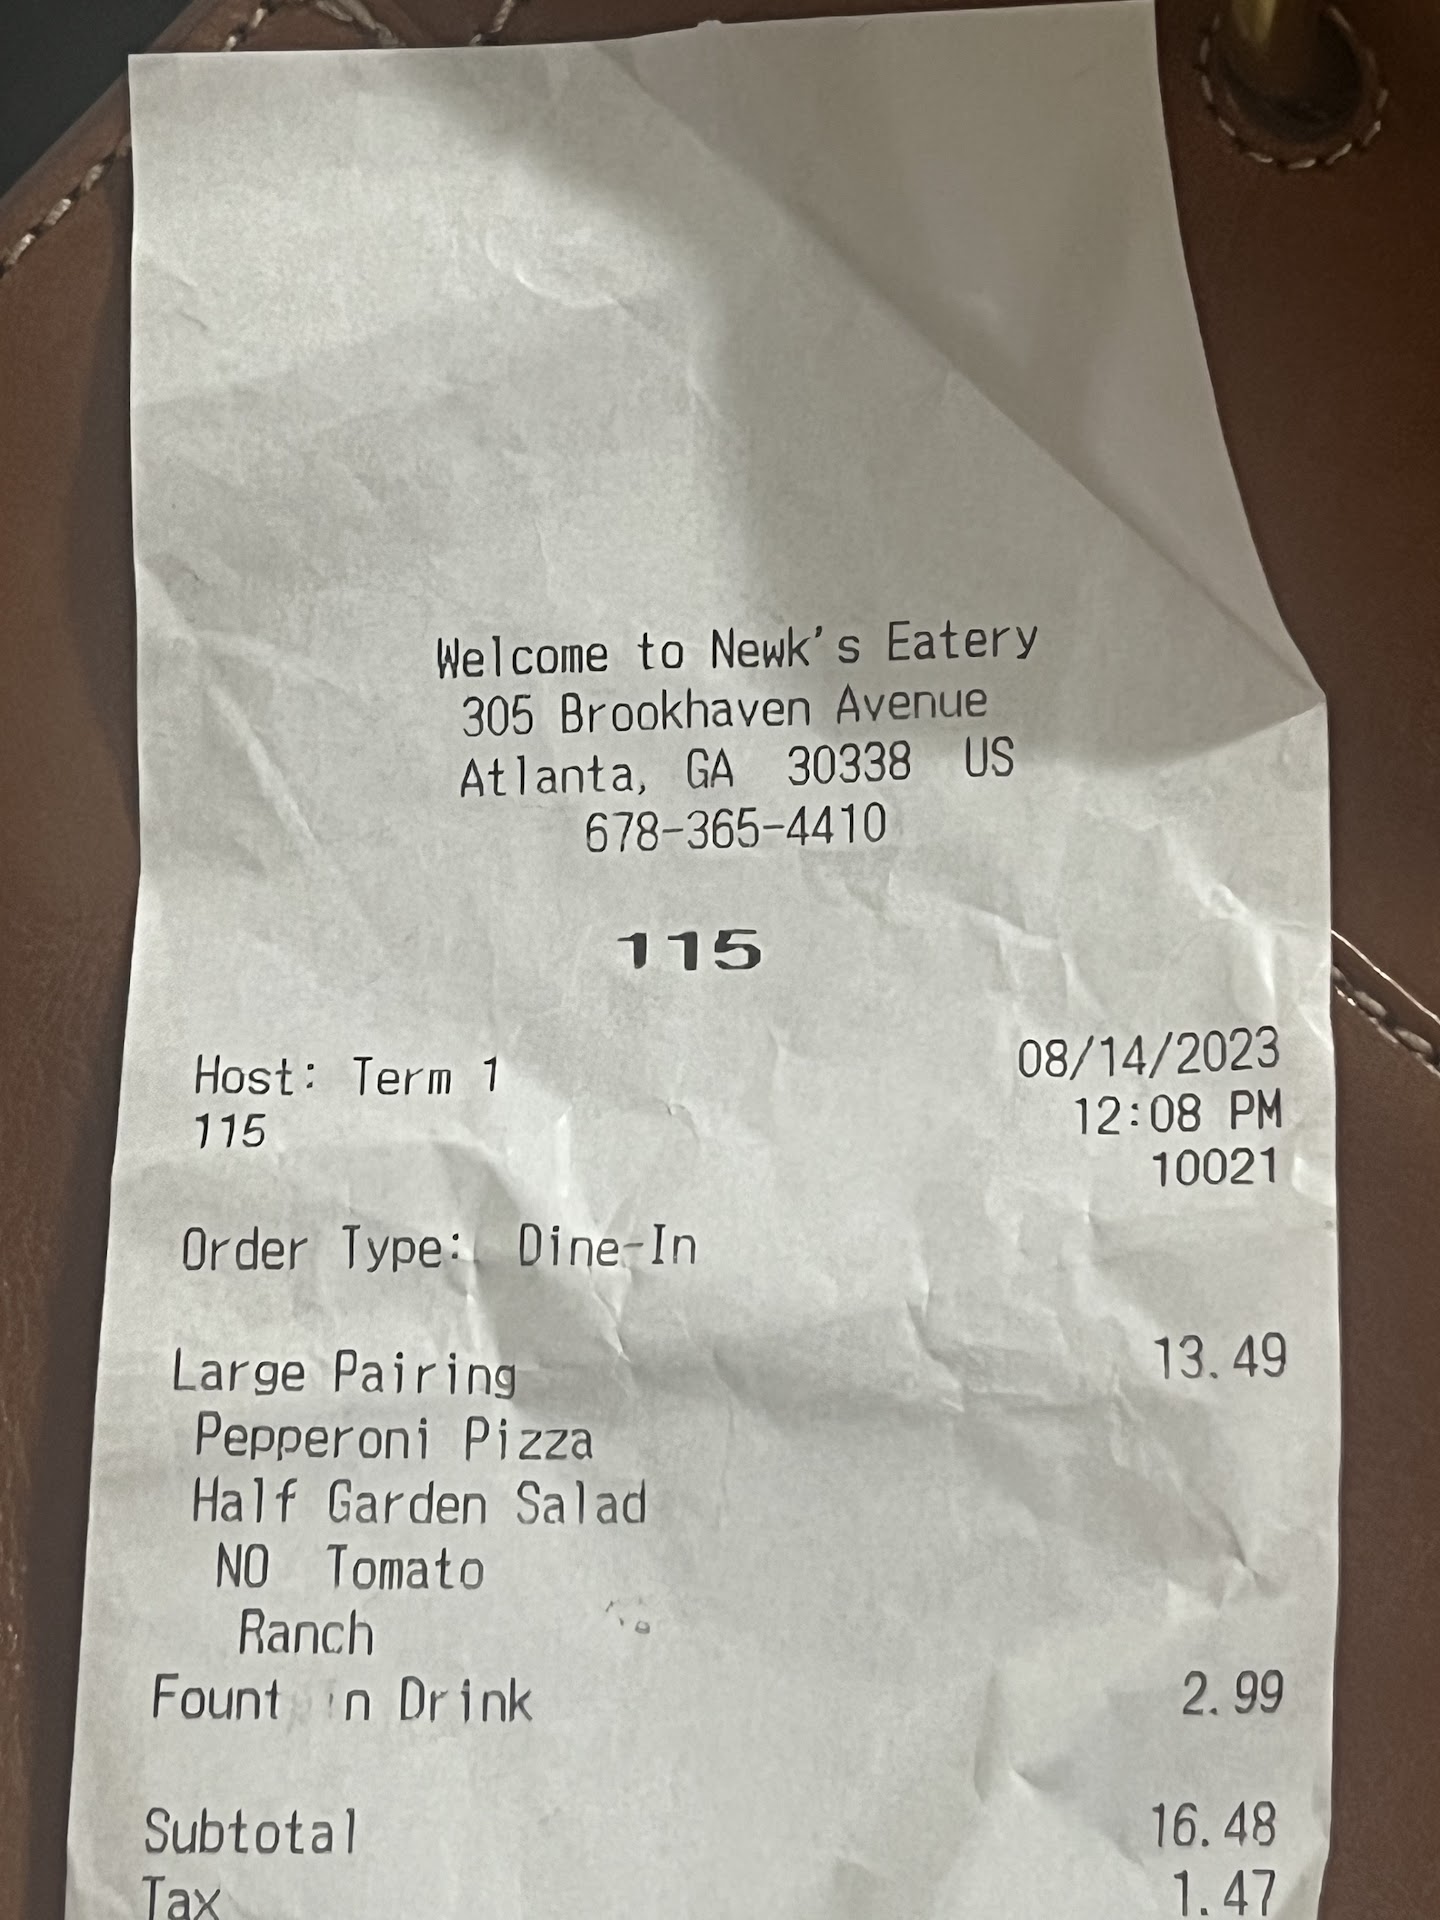 Welcome to Newk's Eatery
305 Brookhaven Avenue
Atlanta, GA 30338 US
678-365-4410
115
Host: Term 1 08/14/2023
115 12:08 PM
10021
Order Type: Dine-In
Large Pairing 13.49
Pepperoni Pizza
Half Garden Salad
NO Tomato
Ranch
Fount n Drink 2.99
Subtotal 16.48
Tax 1.47